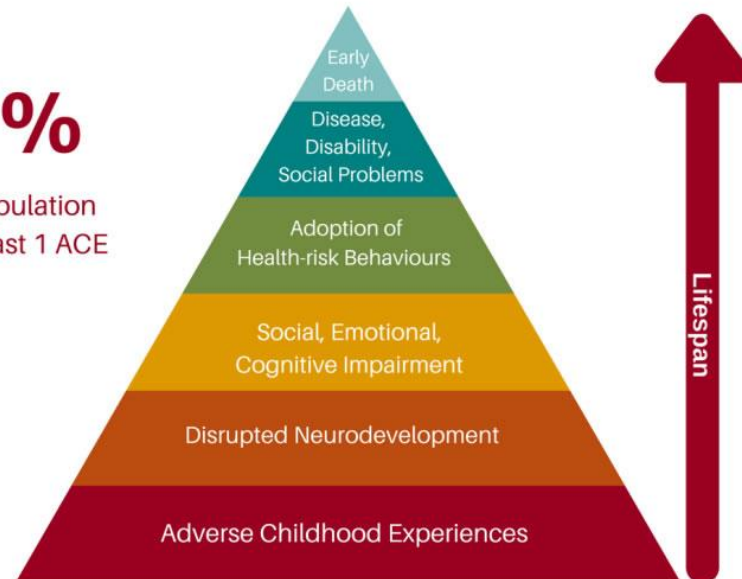 %
ast 1 ACE
Early
Death
Disease,
Disability,
Social Problems
Adoption of
Health-risk Behaviours
Social, Emotional,
Cognitive Impairment
Disrupted Neurodevelopment
Adverse Childhood Experiences
Lifespan